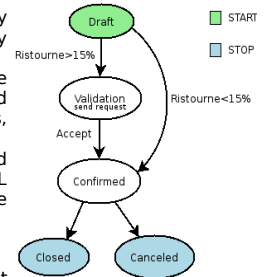 Draft
START
STOP
Ristourne>15%
Validation
send request
Ristourne<15%
Accept
Confirmed
Closed
Canceled